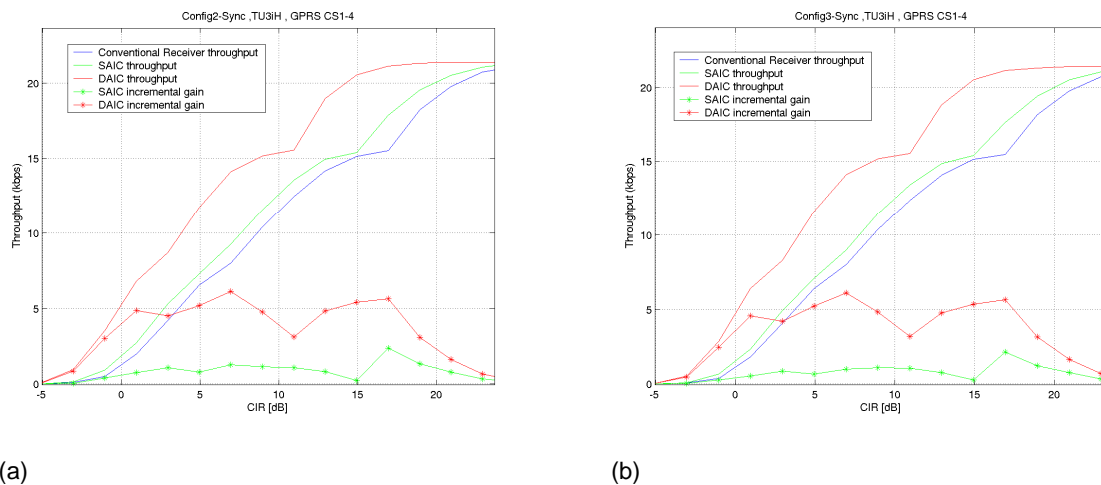 Config2-Sync ,TU3iH , GPRS CS1-4
Conventional Receiver throughput
SAIC throughput
DAIC throughput
SAIC incremental gain
DAIC incremental gain
Throughput (kbps)
20
15
10
5
0
-5 0 5 10 15 20
CIR [dB]
(a)
Config3-Sync ,TU3iH , GPRS CS1-4
Conventional Receiver throughput
SAIC throughput
DAIC throughput
SAIC incremental gain
DAIC incremental gain
Throughput (kbps)
20
15
10
5
0
-5 0 5 10 15 20
CIR [dB]
(b)